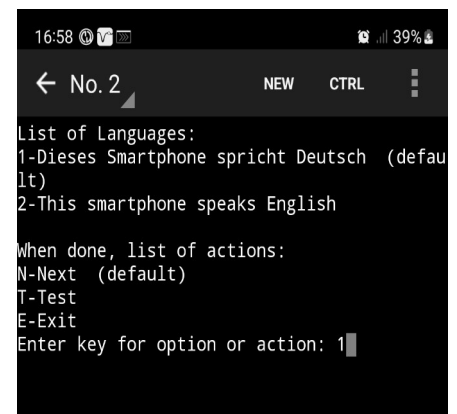 16:58 39%
No. 2 NEW CTRL
List of Languages:
1-Dieses Smartphone spricht Deutsch (defau
lt)
2-This smartphone speaks English
When done, list of actions:
N-Next (default)
T-Test
E-Exit
Enter key for option or action: 1